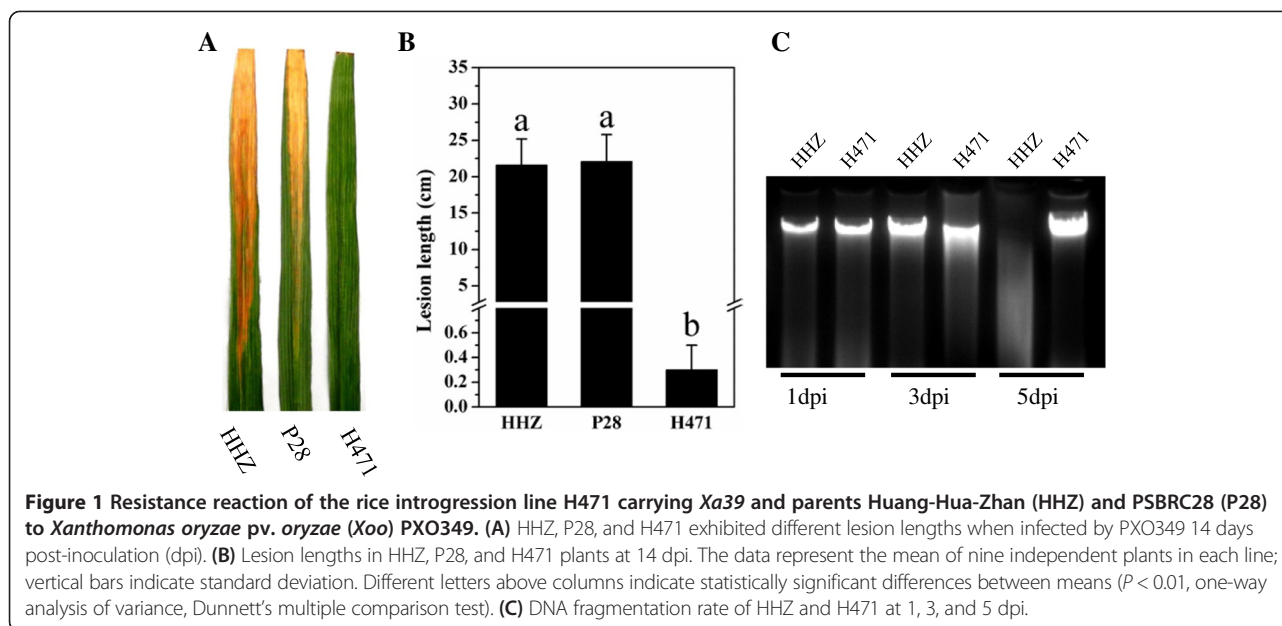 A
B
C
HHZ
P28
H471
Lesion length (cm)
35
30
25
20
15
10
5
0.6
0.4
0.2
0.0
a
a
b
HHZ
P28
H471
HHZ
H471
HHZ
H471
HHZ
H471
1dpi
3dpi
5dpi
Figure 1 Resistance reaction of the rice introgression line H471 carrying Xa39 and parents Huang-Hua-Zhan (HHZ) and PSBRC28 (P28)
to Xanthomonas oryzae pv. oryzae (Xoo) PXO349. (A) HHZ, P28, and H471 exhibited different lesion lengths when infected by PXO349 14 days
post-inoculation (dpi). (B) Lesion lengths in HHZ, P28, and H471 plants at 14 dpi. The data represent the mean of nine independent plants in each line;
vertical bars indicate standard deviation. Different letters above columns indicate statistically significant differences between means (P < 0.01, one-way
analysis of variance, Dunnett's multiple comparison test). (C) DNA fragmentation rate of HHZ and H471 at 1, 3, and 5 dpi.